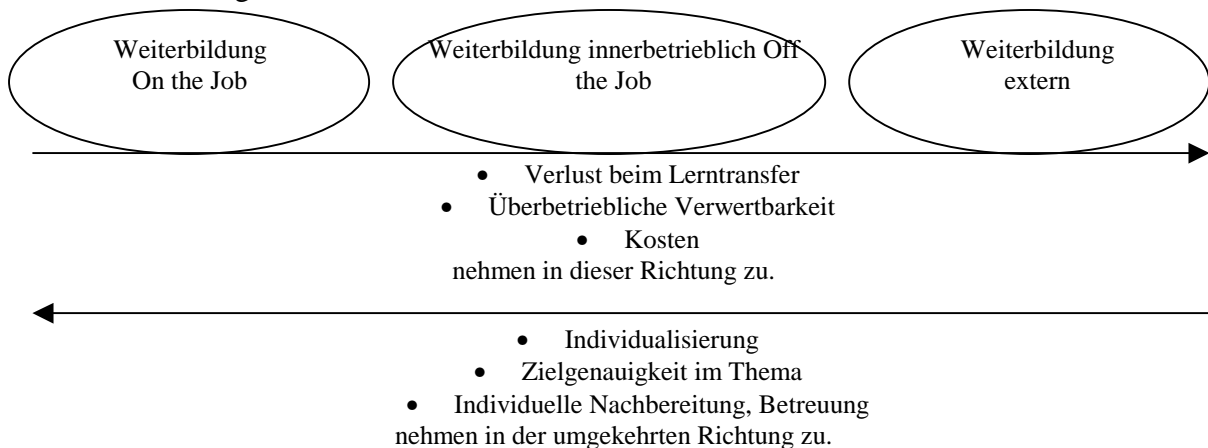 Weiterbildung
On the Job
Weiterbildung innerbetrieblich Off
the Job
Weiterbildung
extern
• Verlust beim Lerntransfer
• Überbetriebliche Verwertbarkeit
• Kosten
nehmen in dieser Richtung zu.
• Individualisierung
• Zielgenauigkeit im Thema
• Individuelle Nachbereitung, Betreuung
nehmen in der umgekehrten Richtung zu.